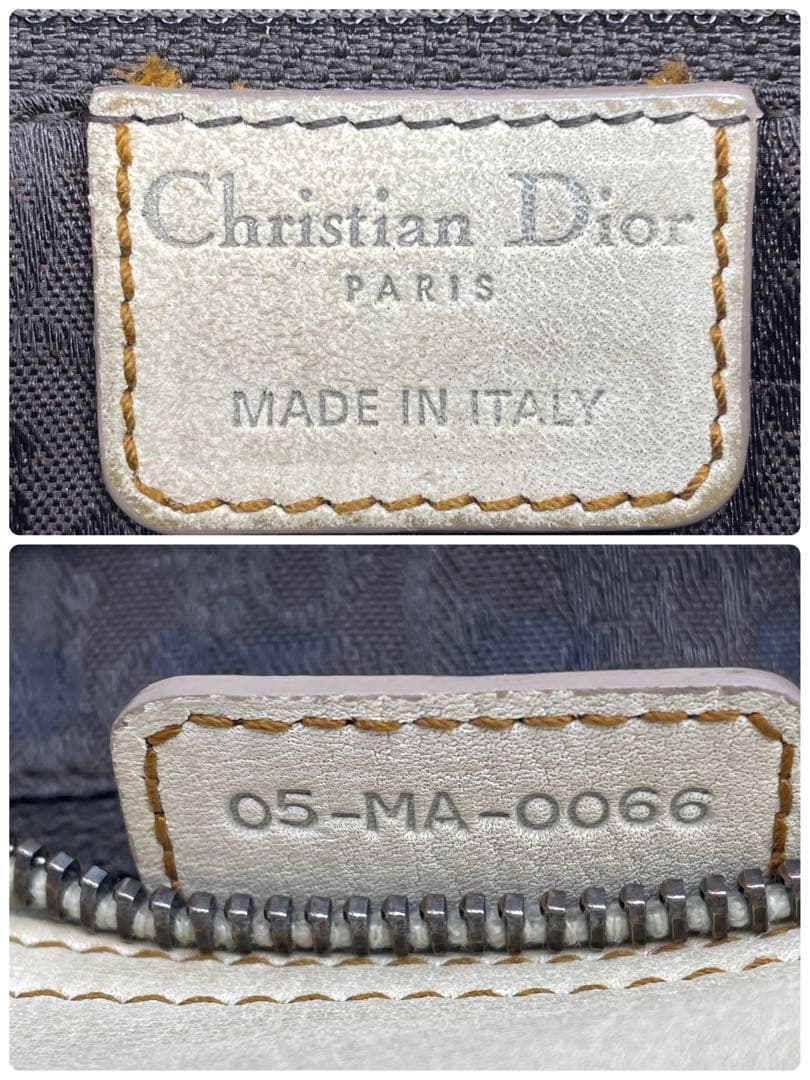 Christian Dior
PARIS
MADE IN ITALY
05-MA-0066